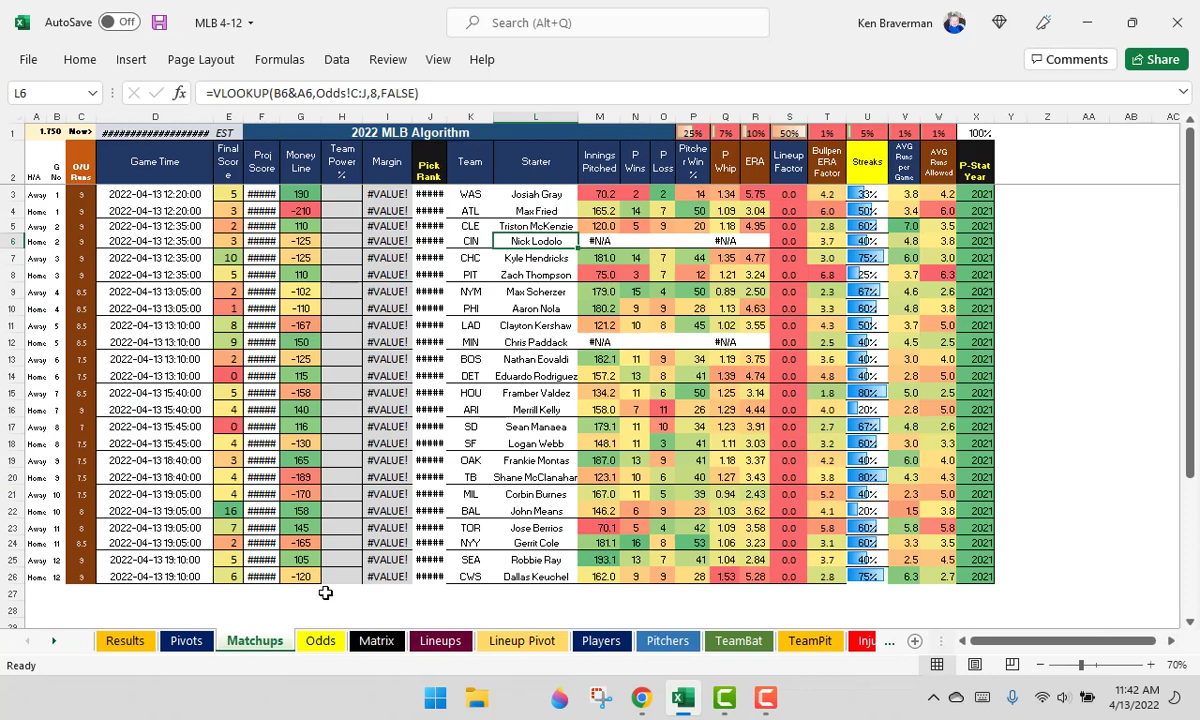 AutoSave Off MLB 4-12 Search (Alt+Q) Ken Braverman
File Home Insert Page Layout Formulas Data Review View Help Comments Share
L6 fx =VLOOKUP(B6&A6,Odds!C:J,8,FALSE)
A B C D E F G H I J K L M N O P Q R S T U V W X Y Z AA AB AC
1 1.750 Now> ################### EST 2022 MLB Algorithm 25% 7% 10% 50% 1% 5% 1% 1% 100%
2 H/A G No O/U Runs Game Time Final Score Proj Score Money Line Team Power % Margin Pick Rank Team Starter Innings Pitched P Wins P Loss Pitcher Win % P Whip ERA Lineup Factor Bullpen ERA Factor Streaks AVG Runs per Game AVG Runs Allowed P-Stat Year
3 Away 1 9 2022-04-13 12:20:00 5 ##### 190 #VALUE! ##### WAS Josiah Gray 70.2 2 2 14 1.34 5.75 0.0 4.2 33% 3.8 4.2 2021
4 Home 1 9 2022-04-13 12:20:00 3 ##### -210 #VALUE! ##### ATL Max Fried 165.2 14 7 50 1.09 3.04 0.0 6.0 50% 3.4 6.0 2021
5 Away 2 9 2022-04-13 12:35:00 2 ##### 110 #VALUE! ##### CLE Triston McKenzie 120.0 5 9 20 1.18 4.95 0.0 2.8 60% 7.0 3.5 2021
6 Home 2 9 2022-04-13 12:35:00 3 ##### -125 #VALUE! ##### CIN Nick Lodolo #N/A #N/A 0.0 3.7 40% 4.8 3.8 2021
7 Away 3 9 2022-04-13 12:35:00 10 ##### -125 #VALUE! ##### CHC Kyle Hendricks 181.0 14 7 44 1.35 4.77 0.0 3.0 75% 6.0 3.0 2021
8 Home 3 9 2022-04-13 12:35:00 5 ##### 110 #VALUE! ##### PIT Zach Thompson 75.0 3 7 12 1.21 3.24 0.0 6.8 25% 3.7 6.3 2021
9 Away 4 8.5 2022-04-13 13:05:00 2 ##### -102 #VALUE! ##### NYM Max Scherzer 179.0 15 4 50 0.89 2.50 0.0 2.3 67% 4.6 2.6 2021
10 Home 4 8.5 2022-04-13 13:05:00 1 ##### -110 #VALUE! ##### PHI Aaron Nola 180.2 9 9 28 1.13 4.63 0.0 3.3 60% 4.8 3.8 2021
11 Away 5 8.5 2022-04-13 13:10:00 8 ##### -167 #VALUE! ##### LAD Clayton Kershaw 121.2 10 8 45 1.02 3.55 0.0 4.3 50% 3.7 5.0 2021
12 Home 5 8.5 2022-04-13 13:10:00 9 ##### 150 #VALUE! ##### MIN Chris Paddack #N/A #N/A 0.0 2.5 40% 4.5 2.5 2021
13 Away 6 7.5 2022-04-13 13:10:00 2 ##### -125 #VALUE! ##### BOS Nathan Eovaldi 182.1 11 9 34 1.19 3.75 0.0 2.6 40% 3.0 4.0 2021
14 Home 6 7.5 2022-04-13 13:10:00 0 ##### 115 #VALUE! ##### DET Eduardo Rodriguez 157.2 13 8 41 1.39 4.74 0.0 3.4 40% 2.8 4.6 2021
15 Away 7 8.5 2022-04-13 15:40:00 5 ##### -158 #VALUE! ##### HOU Framber Valdez 134.2 11 6 50 1.25 3.14 0.0 1.8 80% 4.2 5.0 2021
16 Home 7 9 2022-04-13 15:40:00 4 ##### 140 #VALUE! ##### ARI Merrill Kelly 158.0 7 11 26 1.29 4.44 0.0 4.0 20% 2.8 5.0 2021
17 Away 8 7 2022-04-13 15:45:00 0 ##### 116 #VALUE! ##### SD Sean Manaea 179.1 11 10 34 1.23 3.91 0.0 2.7 67% 4.8 3.2 2021
18 Home 8 7.5 2022-04-13 15:45:00 4 ##### -130 #VALUE! ##### SF Logan Webb 148.1 11 3 41 1.11 3.03 0.0 3.2 60% 3.0 3.3 2021
19 Away 9 7.5 2022-04-13 18:40:00 3 ##### 165 #VALUE! ##### OAK Frankie Montas 187.0 13 9 41 1.18 3.37 0.0 4.2 40% 6.0 4.0 2021
20 Home 9 7.5 2022-04-13 18:40:00 4 ##### -189 #VALUE! ##### TB Shane McClanahan 123.1 10 6 40 1.27 3.43 0.0 3.8 80% 4.3 3.3 2021
21 Away 10 7.5 2022-04-13 19:05:00 4 ##### -170 #VALUE! ##### MIL Corbin Burnes 167.0 11 5 39 0.94 2.43 0.0 5.2 40% 2.3 5.0 2021
22 Home 10 8 2022-04-13 19:05:00 16 ##### 158 #VALUE! ##### BAL John Means 146.2 6 9 23 1.03 3.62 0.0 4.1 20% 1.5 3.8 2021
23 Away 11 8 2022-04-13 19:05:00 7 ##### 145 #VALUE! ##### TOR Jose Berrios 70.1 5 4 42 1.09 3.58 0.0 5.8 60% 5.8 5.8 2021
24 Home 11 8.5 2022-04-13 19:05:00 2 ##### -165 #VALUE! ##### NYY Gerrit Cole 181.1 16 8 53 1.06 3.23 0.0 3.1 60% 3.3 3.5 2021
25 Away 12 9 2022-04-13 19:10:00 5 ##### 105 #VALUE! ##### SEA Robbie Ray 193.1 13 7 41 1.04 2.84 0.0 3.7 40% 2.8 4.5 2021
26 Home 12 9 2022-04-13 19:10:00 6 ##### -120 #VALUE! ##### CWS Dallas Keuchel 162.0 9 9 28 1.53 5.28 0.0 2.8 75% 6.3 2.7 2021
27
28
29
Results Pivots Matchups Odds Matrix Lineups Lineup Pivot Players Pitchers TeamBat TeamPit Inju ...
Ready 70%
11:42 AM
4/13/2022